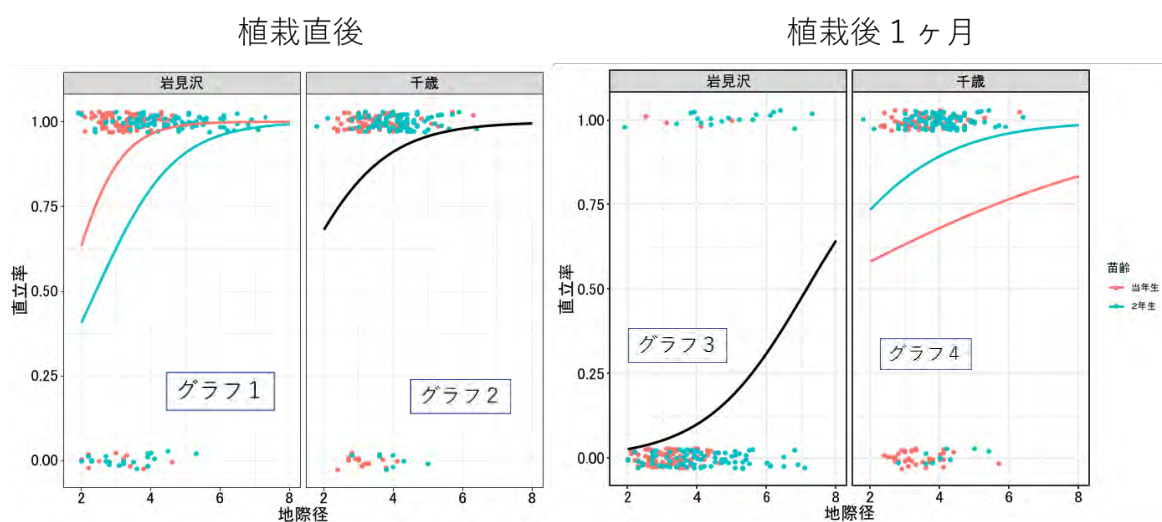 植栽直後
植栽後1ヶ月
岩見沢
千歳
岩見沢
千歳
1.00
0.75
0.50
0.25
0.00
直立率
グラフ1
グラフ2
2
4
6
8
2
4
6
8
地際径
1.00
0.75
0.50
0.25
0.00
直立率
グラフ3
グラフ4
2
4
6
8
2
4
6
8
地際径
苗齢
当年生
2年生